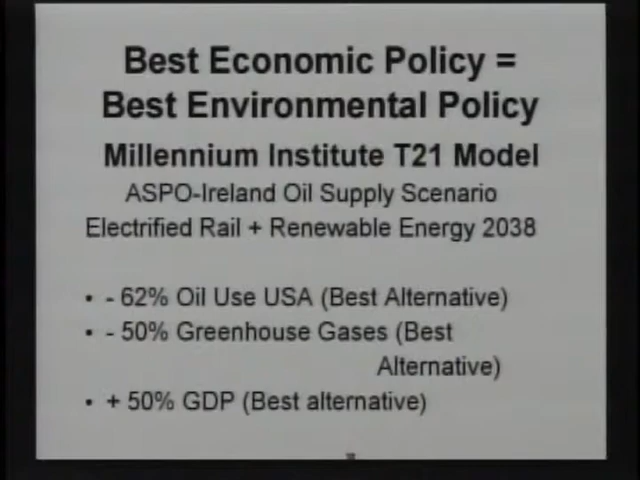 Best Economic Policy =
Best Environmental Policy
Millennium Institute T21 Model
ASPO-Ireland Oil Supply Scenario
Electrified Rail + Renewable Energy 2038
• - 62% Oil Use USA (Best Alternative)
• - 50% Greenhouse Gases (Best
Alternative)
• + 50% GDP (Best alternative)